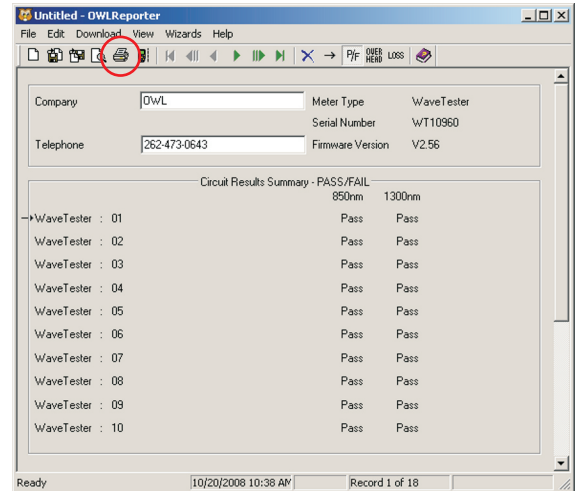 Untitled - OWLReporter
File Edit Download View Wizards Help
P/F OVER HEAD LOSS
Company OWL Meter Type WaveTester
Serial Number WT10960
Telephone 262-473-0643 Firmware Version V2.56
Circuit Results Summary - PASS/FAIL
850nm 1300nm
WaveTester : 01 Pass Pass
WaveTester : 02 Pass Pass
WaveTester : 03 Pass Pass
WaveTester : 04 Pass Pass
WaveTester : 05 Pass Pass
WaveTester : 06 Pass Pass
WaveTester : 07 Pass Pass
WaveTester : 08 Pass Pass
WaveTester : 09 Pass Pass
WaveTester : 10 Pass Pass
Ready 10/20/2008 10:38 AM Record 1 of 18